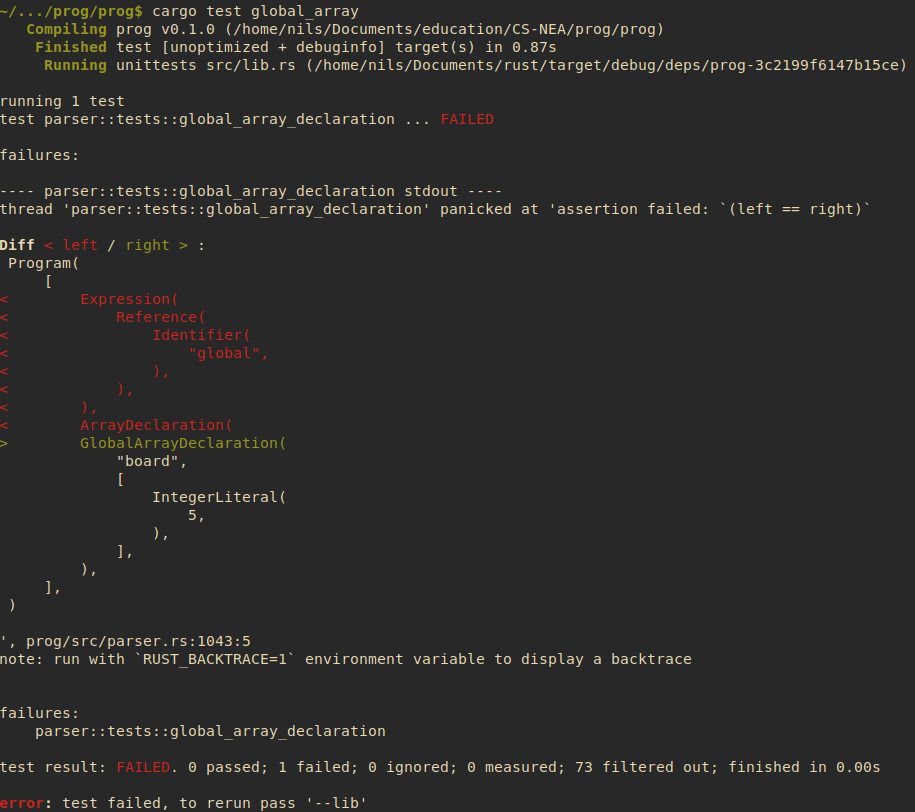 ~/.../prog/prog$ cargo test global_array
   Compiling prog v0.1.0 (/home/nils/Documents/education/CS-NEA/prog/prog)
    Finished test [unoptimized + debuginfo] target(s) in 0.87s
     Running unittests src/lib.rs (/home/nils/Documents/rust/target/debug/deps/prog-3c2199f6147b15ce)

running 1 test
test parser::tests::global_array_declaration ... FAILED

failures:

---- parser::tests::global_array_declaration stdout ----
thread 'parser::tests::global_array_declaration' panicked at 'assertion failed: `(left == right)`

Diff < left / right > :
 Program(
     [
<        Expression(
<            Reference(
<                Identifier(
<                    "global",
<                ),
<            ),
<        ),
<        ArrayDeclaration(
>        GlobalArrayDeclaration(
             "board",
             [
                 IntegerLiteral(
                     5,
                 ),
             ],
         ),
     ],
 )

', prog/src/parser.rs:1043:5
note: run with `RUST_BACKTRACE=1` environment variable to display a backtrace


failures:
    parser::tests::global_array_declaration

test result: FAILED. 0 passed; 1 failed; 0 ignored; 0 measured; 73 filtered out; finished in 0.00s

error: test failed, to rerun pass '--lib'